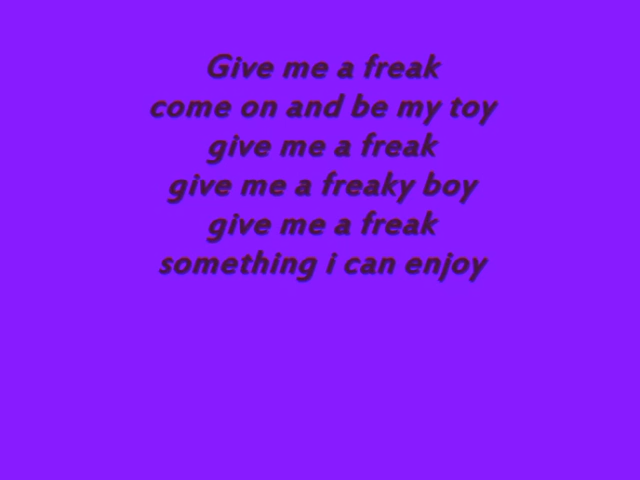 Give me a freak
come on and be my toy
give me a freak
give me a freaky boy
give me a freak
something i can enjoy